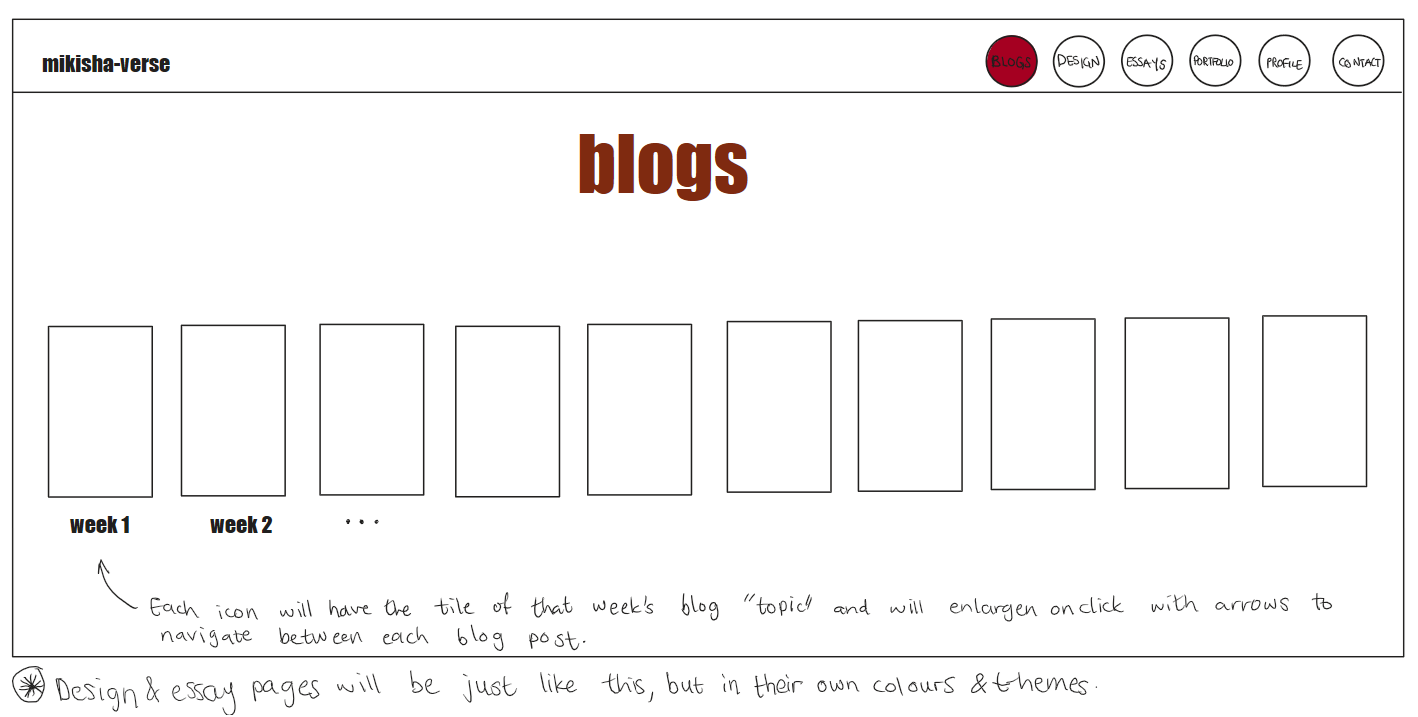 mikisha-verse
BLOGS
DESIGN
ESSAYS
PORTFOLIO
PROFILE
CONTACT
blogs
week 1
week 2
...
Each icon will have the tile of that week's blog "topic" and will enlargen on click with arrows to
navigate between each blog post.
Design & essay pages will be just like this, but in their own colours & themes.